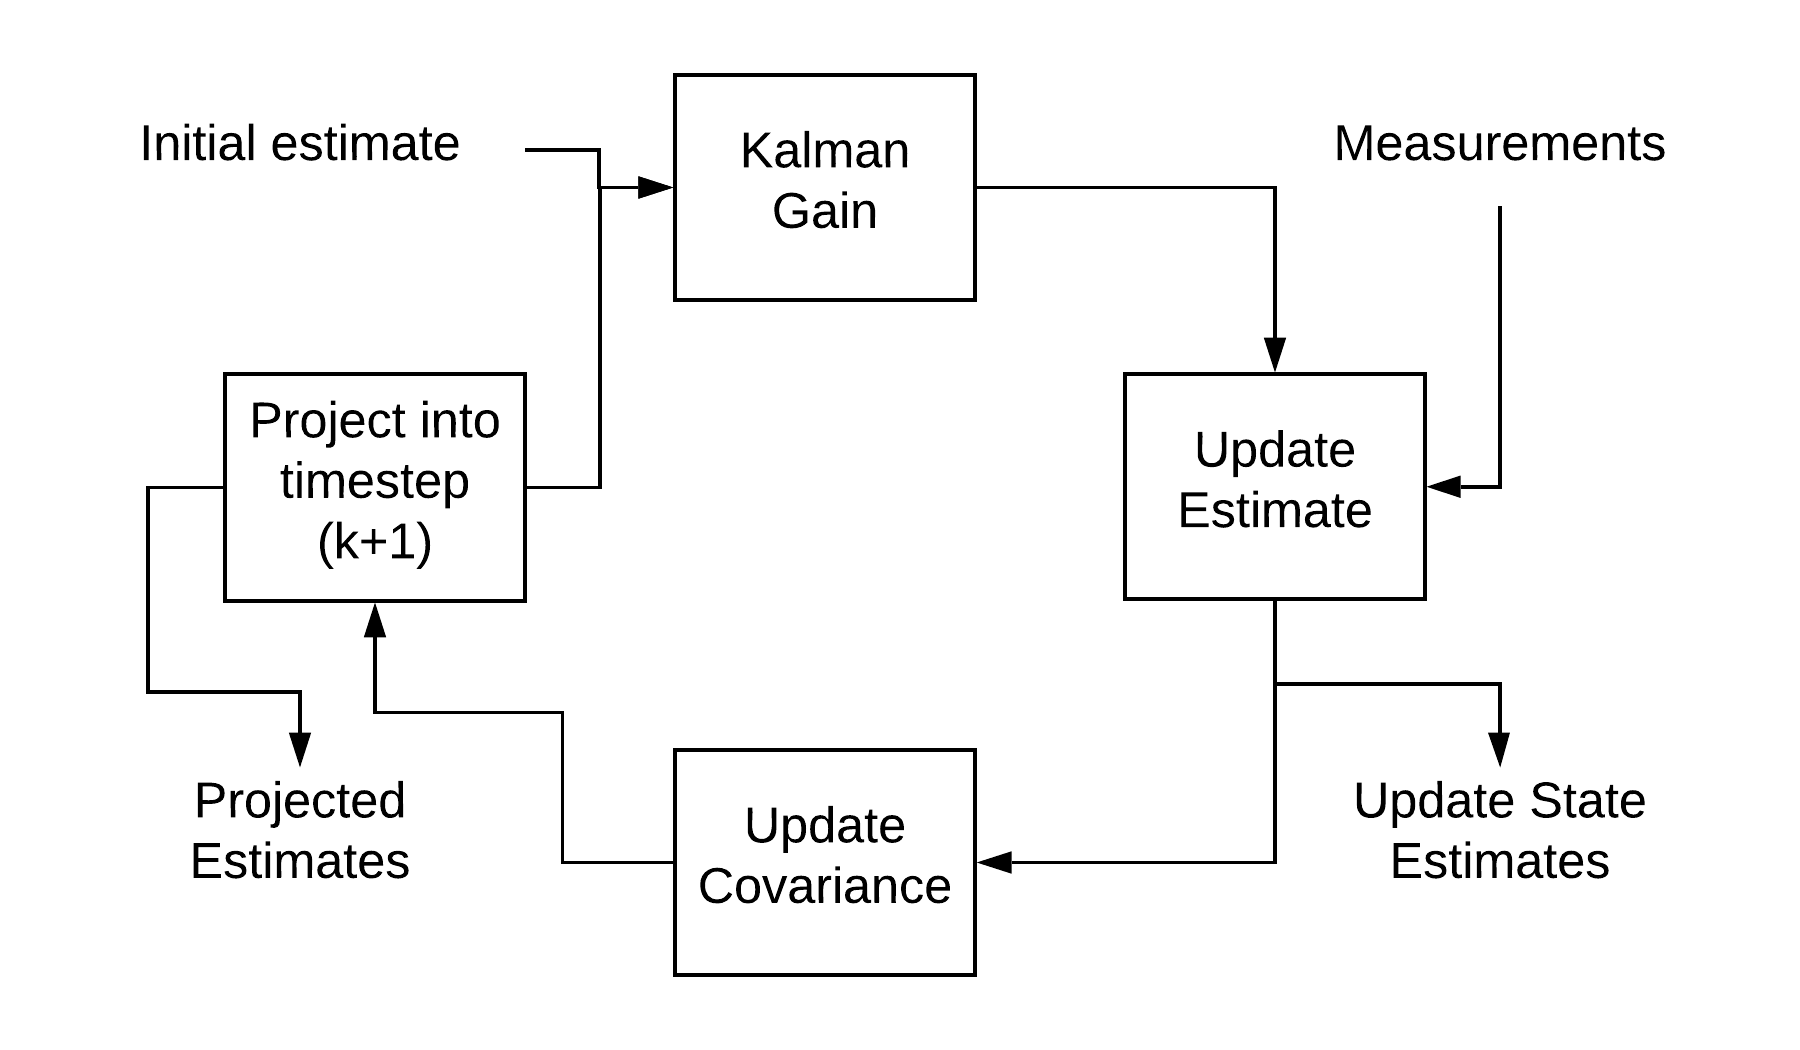 Initial estimate
Kalman
Gain
Measurements
Project into
timestep
(k+1)
Update
Estimate
Projected
Estimates
Update
Covariance
Update State
Estimates